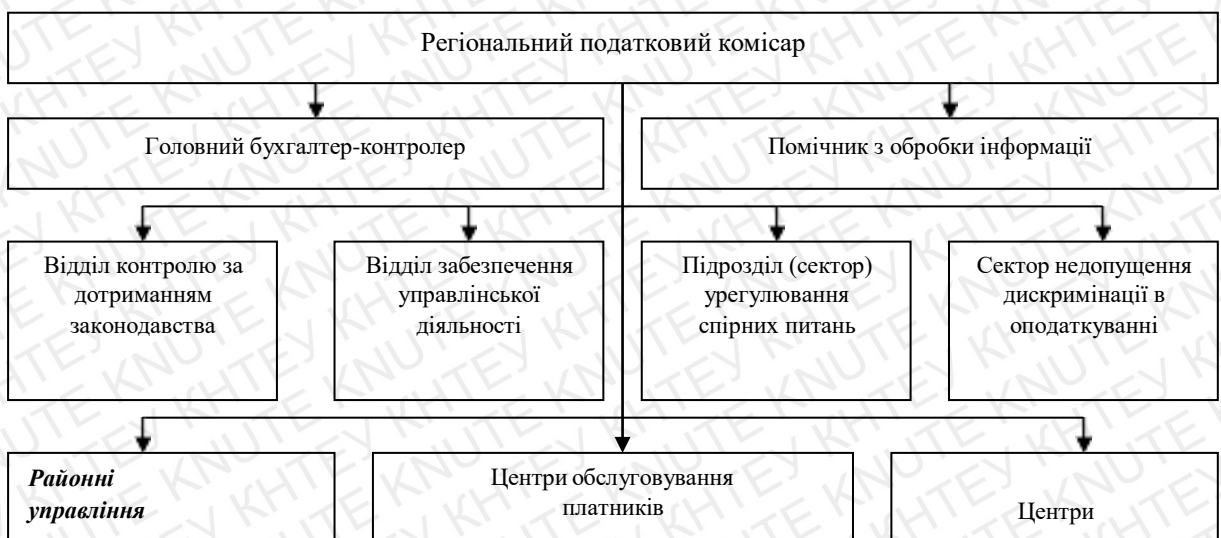 Регіональний податковий комісар
Головний бухгалтер-контролер
Помічник з обробки інформації
Відділ контролю за
дотриманням
законодавства
Відділ забезпечення
управлінської
діяльності
Підрозділ (сектор)
урегулювання
спірних питань
Сектор недопущення
дискримінації в
оподаткуванні
Районні
управління
Центри обслуговування
платників
Центри